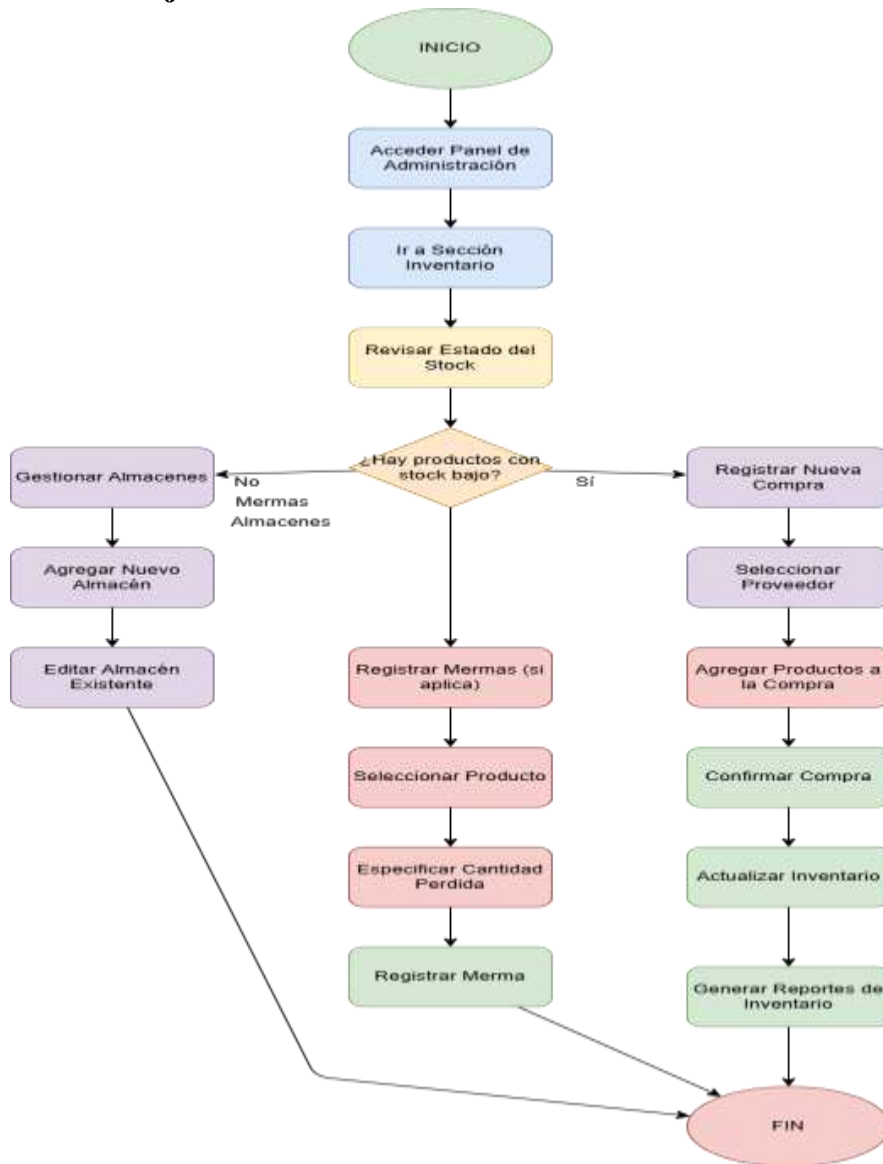 INICIO
Acceder Panel de
Administración
Ir a Sección
Inventario
Revisar Estado del
Stock
¿Hay productos con
stock bajo?
No
Mermas
Almacenes
Sí
Gestionar Almacenes
Agregar Nuevo
Almacén
Editar Almacén
Existente
Registrar Mermas (si
aplica)
Seleccionar Producto
Especificar Cantidad
Perdida
Registrar Merma
Registrar Nueva
Compra
Seleccionar
Proveedor
Agregar Productos a
la Compra
Confirmar Compra
Actualizar Inventario
Generar Reportes de
Inventario
FIN